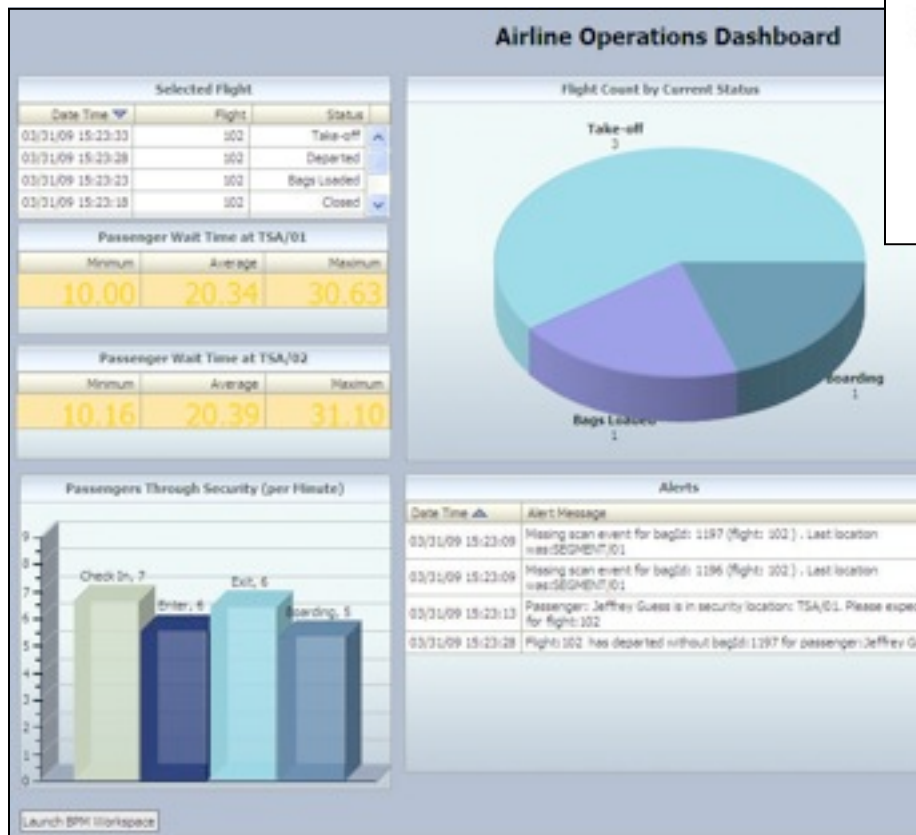 Airline Operations Dashboard
Selected Flight
Date Time Flight Status
03/31/09 15:23:33 102 Take-off
03/31/09 15:23:28 102 Departed
03/31/09 15:23:23 102 Bags Loaded
03/31/09 15:23:18 102 Closed
Passenger Wait Time at TSA/01
Minimum Average Maximum
10.00 20.34 30.63
Passenger Wait Time at TSA/02
Minimum Average Maximum
10.16 20.39 31.10
Flight Count by Current Status
Take-off
3
Boarding
1
Bags Loaded
1
Passengers Through Security (per Minute)
9
8
7
6
5
4
3
2
1
0
Check In, 7
Enter, 6
Exit, 6
Boarding, 5
Alerts
Date Time Alert Message
03/31/09 15:23:09 Missing scan event for bagId: 1197 (flight: 102 ) . Last location
was:SEGMENT/01
03/31/09 15:23:09 Missing scan event for bagId: 1196 (flight: 102 ) . Last location
was:SEGMENT/01
03/31/09 15:23:13 Passenger: Jeffrey Guess is in security location: TSA/01. Please expe
for flight:102
03/31/09 15:23:28 Flight:102 has departed without bagId:1197 for passenger:Jeffrey G
Launch BPM Workspace